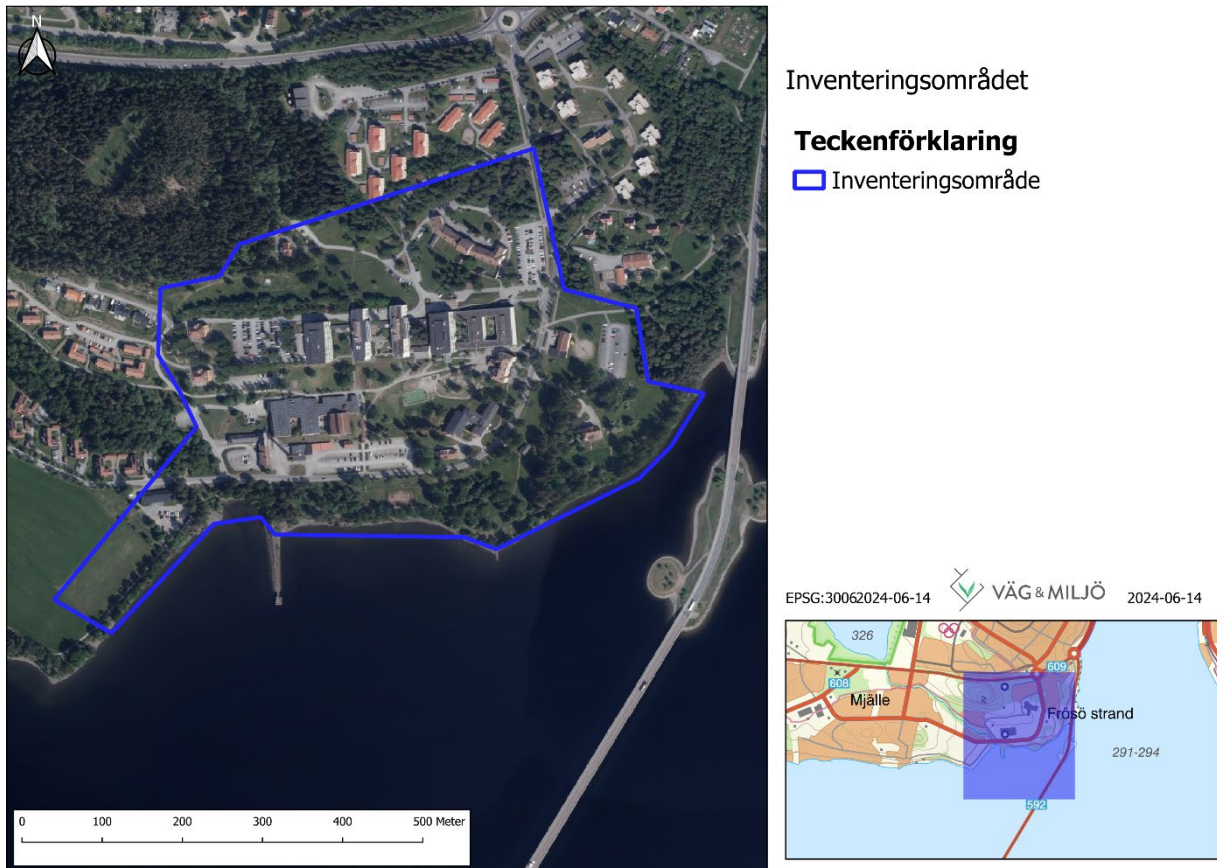 N
Inventeringsområdet
Teckenförklaring
Inventeringsområde
0 100 200 300 400 500 Meter
EPSG:30062024-06-14 VÄG & MILJÖ 2024-06-14
326
609
608
Mjälle
Frösö strand
291-294
592